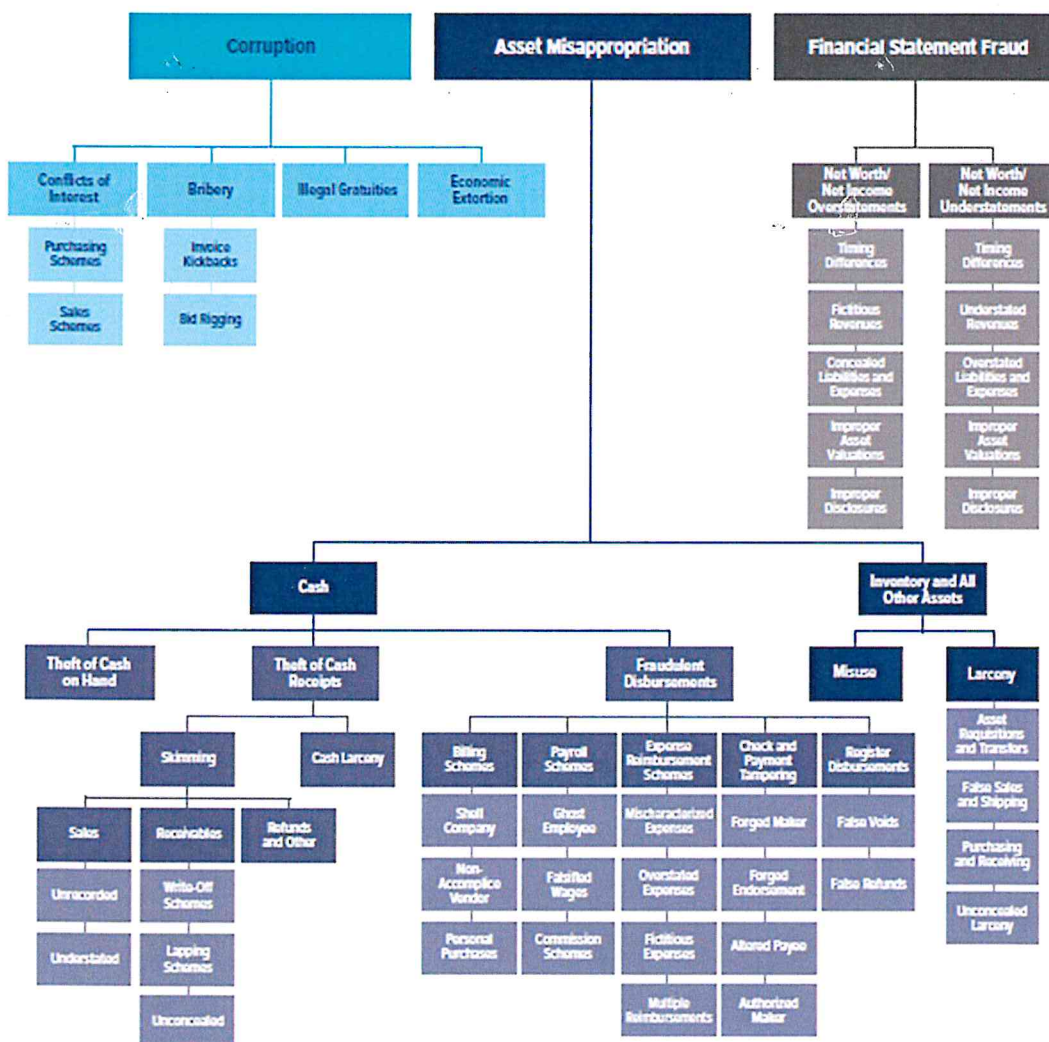 Corruption
Asset Misappropriation
Financial Statement Fraud
Conflicts of
Interest
Bribery
Illegal Gratuities
Economic
Extortion
Purchasing
Schemes
Invoice
Kickbacks
Sales
Schemes
Bid Rigging
Net Worth/
Net Income
Overstatements
Net Worth/
Net Income
Understatements
Timing
Differences
Timing
Differences
Fictitious
Revenues
Understated
Revenues
Concealed
Liabilities and
Expenses
Overstated
Liabilities and
Expenses
Improper
Asset
Valuations
Improper
Asset
Valuations
Improper
Disclosures
Improper
Disclosures
Cash
Inventory and All
Other Assets
Theft of Cash
on Hand
Theft of Cash
Receipts
Fraudulent
Disbursements
Misuse
Larceny
Skimming
Cash Larceny
Sales
Receivables
Refunds
and Other
Unrecorded
Write-Off
Schemes
Understated
Lapping
Schemes
Unconcealed
Billing
Schemes
Payroll
Schemes
Expense
Reimbursement
Schemes
Check and
Payment
Tampering
Register
Disbursements
Shell
Company
Ghost
Employee
Mischaracterized
Expenses
Forged Maker
False Voids
Non-
Accomplice
Vendor
Falsified
Wages
Overstated
Expenses
Forged
Endorsement
False Refunds
Personal
Purchases
Commission
Schemes
Fictitious
Expenses
Altered Payee
Multiple
Reimbursements
Authorized
Maker
Asset
Requisitions
and Transfers
False Sales
and Shipping
Purchasing
and Receiving
Unconcealed
Larceny